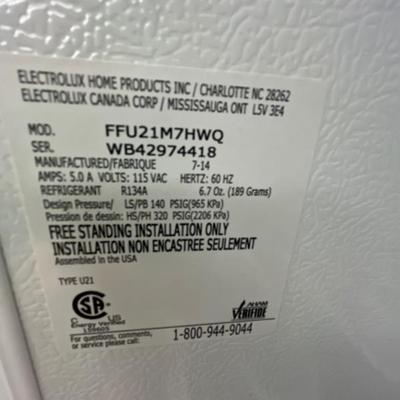 ELECTROLUX HOME PRODUCTS INC / CHARLOTTE NC 28262
ELECTROLUX CANADA CORP / MISSISSAUGA ONT L5V 3E4
MOD. FFU21M7HWQ
SER. WB42974418
MANUFACTURED/FABRIQUE 7-14
AMPS: 5.0 A VOLTS: 115 VAC HERTZ: 60 HZ
REFRIGERANT R134A 6.7 Oz. (189 Grams)
Design Pressure/ LS/PB 140 PSIG(965 KPa)
Pression de dessin: HS/PH 320 PSIG(2206 KPa)
FREE STANDING INSTALLATION ONLY
INSTALLATION NON ENCASTREE SEULEMENT
Assembled in the USA
TYPE U21
C US
Energy Verified
AHAM
VERIFIDE
For questions, comments,
or service please call: 1-800-944-9044